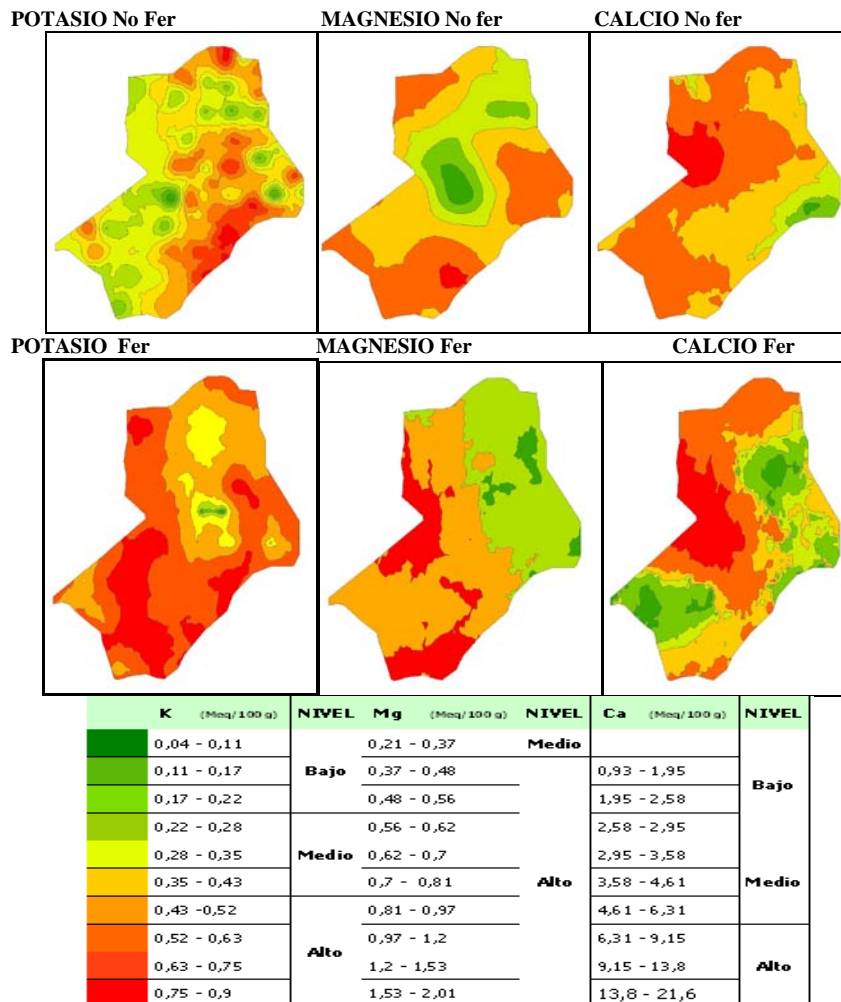 POTASIO No Fer MAGNESIO No fer CALCIO No fer
POTASIO Fer MAGNESIO Fer CALCIO Fer
K (Meq/100 g) NIVEL Mg (Meq/100 g) NIVEL Ca (Meq/100 g) NIVEL
0,04 - 0,11 0,21 - 0,37 Medio
0,11 - 0,17 Bajo 0,37 - 0,48 0,93 - 1,95
Bajo
0,17 - 0,22 0,48 - 0,56 1,95 - 2,58
0,22 - 0,28 0,56 - 0,62 2,58 - 2,95
0,28 - 0,35 Medio 0,62 - 0,7 2,95 - 3,58
0,35 - 0,43 0,7 - 0,81 Alto 3,58 - 4,61 Medio
0,43 -0,52 0,81 - 0,97 4,61 - 6,31
0,52 - 0,63 Alto 0,97 - 1,2 6,31 - 9,15
0,63 - 0,75 1,2 - 1,53 9,15 - 13,8 Alto
0,75 - 0,9 1,53 - 2,01 13,8 - 21,6